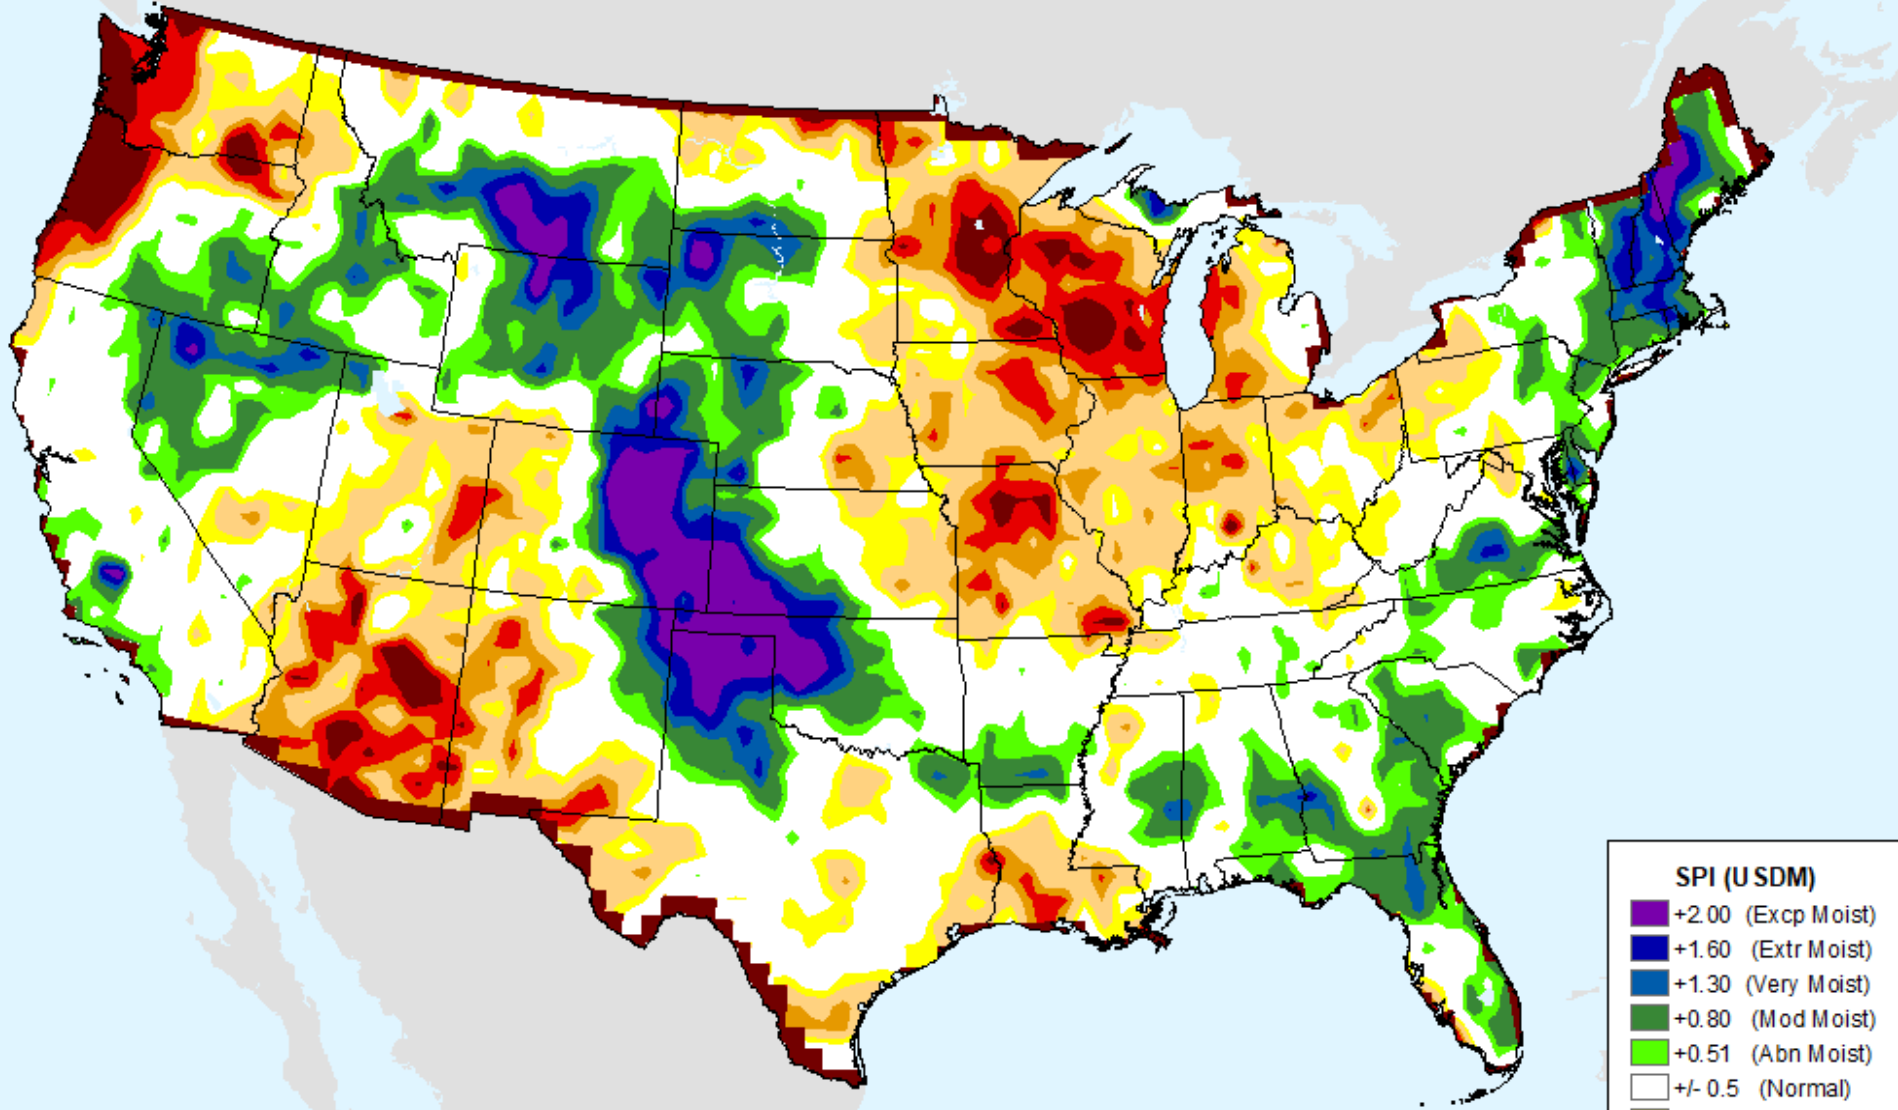 SPI (USDM)
+2.00 (Excp Moist)
+1.60 (Extr Moist)
+1.30 (Very Moist)
+0.80 (Mod Moist)
+0.51 (Abn Moist)
+/- 0.5 (Normal)